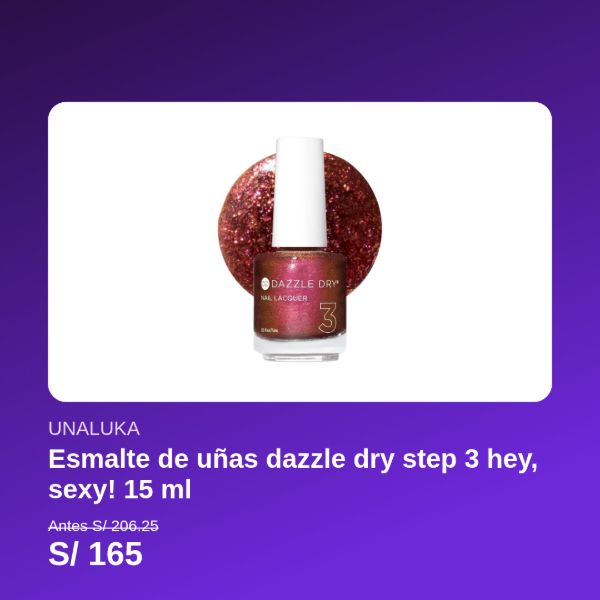 DAZZLE DRY®
NAIL LACQUER
3
UNALUKA
Esmalte de uñas dazzle dry step 3 hey,
sexy! 15 ml
Antes S/ 206.25
S/ 165